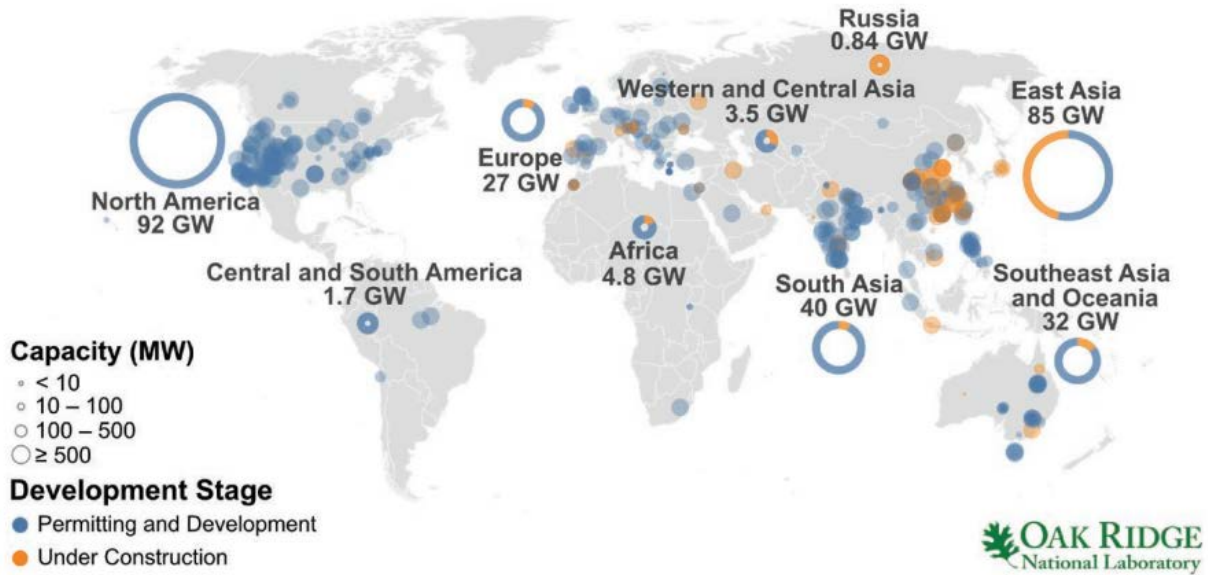 Russia
0.84 GW
Western and Central Asia
3.5 GW
East Asia
85 GW
Europe
27 GW
North America
92 GW
Africa
4.8 GW
Central and South America
1.7 GW
South Asia
40 GW
Southeast Asia
and Oceania
32 GW
Capacity (MW)
< 10
10 – 100
100 – 500
≥ 500
Development Stage
Permitting and Development
Under Construction
OAK RIDGE
National Laboratory